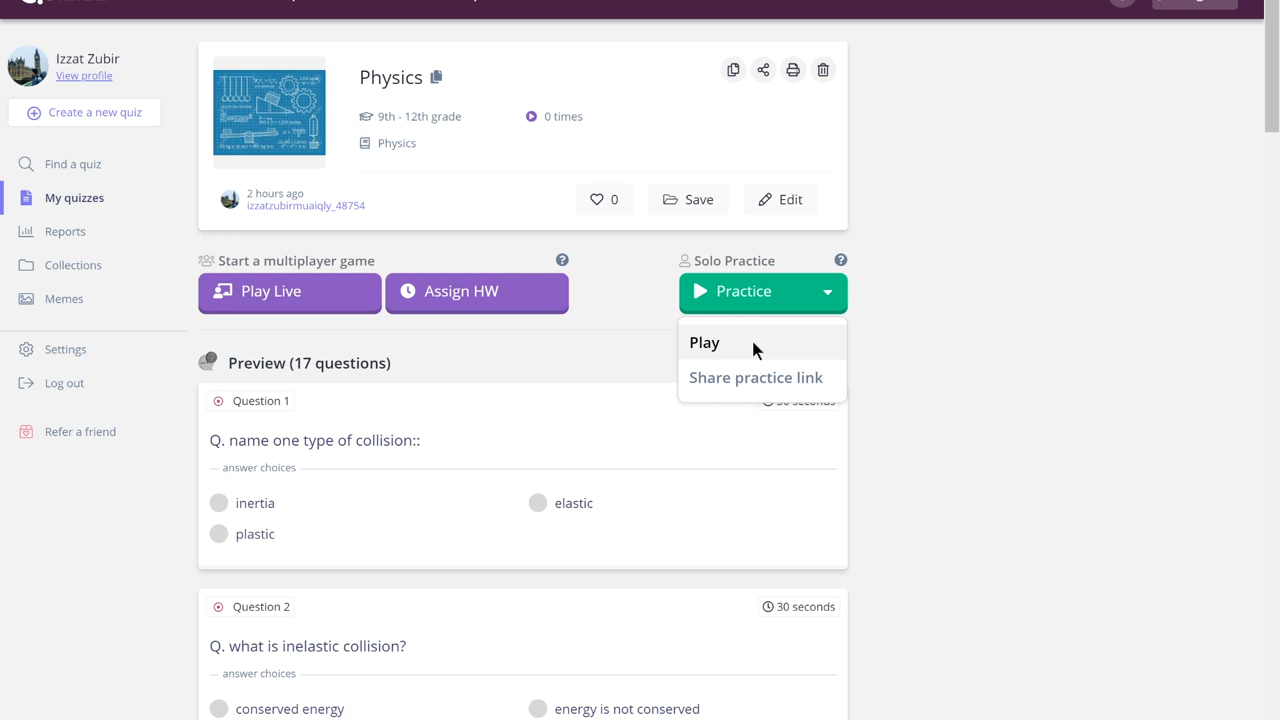 Izzat Zubir
View profile
Create a new quiz
Find a quiz
My quizzes
Reports
Collections
Memes
Settings
Log out
Refer a friend
Physics
9th - 12th grade
0 times
Physics
2 hours ago
izzatzubirmuaiqly_48754
0
Save
Edit
Start a multiplayer game
Solo Practice
Play Live
Assign HW
Practice
Play
Share practice link
Preview (17 questions)
Question 1
30 seconds
Q. name one type of collision::
answer choices
inertia
elastic
plastic
Question 2
30 seconds
Q. what is inelastic collision?
answer choices
conserved energy
energy is not conserved